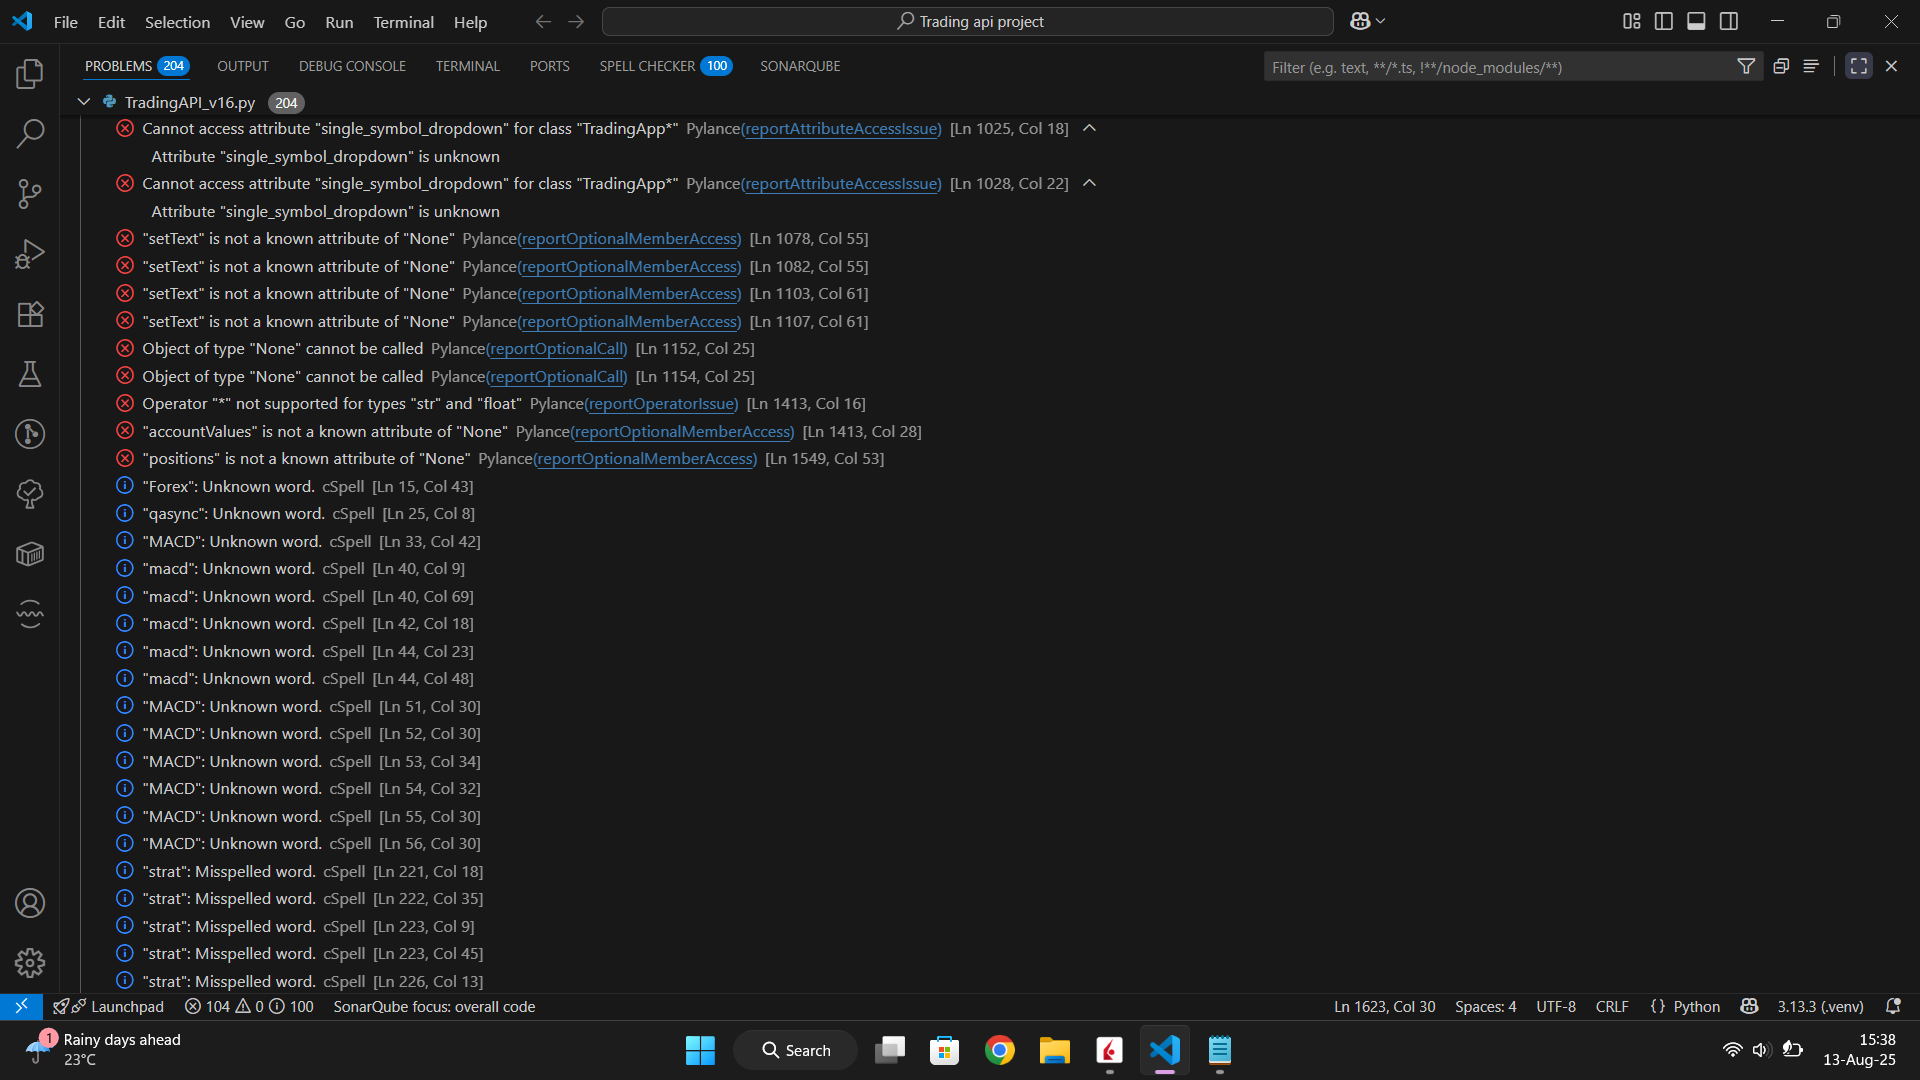 File Edit Selection View Go Run Terminal Help
Trading api project
PROBLEMS 204 OUTPUT DEBUG CONSOLE TERMINAL PORTS SPELL CHECKER 100 SONARQUBE
Filter (e.g. text, **/*.ts, !**/node_modules/**)
TradingAPI_v16.py 204
Cannot access attribute "single_symbol_dropdown" for class "TradingApp*" Pylance(reportAttributeAccessIssue) [Ln 1025, Col 18]
Attribute "single_symbol_dropdown" is unknown
Cannot access attribute "single_symbol_dropdown" for class "TradingApp*" Pylance(reportAttributeAccessIssue) [Ln 1028, Col 22]
Attribute "single_symbol_dropdown" is unknown
"setText" is not a known attribute of "None" Pylance(reportOptionalMemberAccess) [Ln 1078, Col 55]
"setText" is not a known attribute of "None" Pylance(reportOptionalMemberAccess) [Ln 1082, Col 55]
"setText" is not a known attribute of "None" Pylance(reportOptionalMemberAccess) [Ln 1103, Col 61]
"setText" is not a known attribute of "None" Pylance(reportOptionalMemberAccess) [Ln 1107, Col 61]
Object of type "None" cannot be called Pylance(reportOptionalCall) [Ln 1152, Col 25]
Object of type "None" cannot be called Pylance(reportOptionalCall) [Ln 1154, Col 25]
Operator "*" not supported for types "str" and "float" Pylance(reportOperatorIssue) [Ln 1413, Col 16]
"accountValues" is not a known attribute of "None" Pylance(reportOptionalMemberAccess) [Ln 1413, Col 28]
"positions" is not a known attribute of "None" Pylance(reportOptionalMemberAccess) [Ln 1549, Col 53]
"Forex": Unknown word. cSpell [Ln 15, Col 43]
"qasync": Unknown word. cSpell [Ln 25, Col 8]
"MACD": Unknown word. cSpell [Ln 33, Col 42]
"macd": Unknown word. cSpell [Ln 40, Col 9]
"macd": Unknown word. cSpell [Ln 40, Col 69]
"macd": Unknown word. cSpell [Ln 42, Col 18]
"macd": Unknown word. cSpell [Ln 44, Col 23]
"macd": Unknown word. cSpell [Ln 44, Col 48]
"MACD": Unknown word. cSpell [Ln 51, Col 30]
"MACD": Unknown word. cSpell [Ln 52, Col 30]
"MACD": Unknown word. cSpell [Ln 53, Col 34]
"MACD": Unknown word. cSpell [Ln 54, Col 32]
"MACD": Unknown word. cSpell [Ln 55, Col 30]
"MACD": Unknown word. cSpell [Ln 56, Col 30]
"strat": Misspelled word. cSpell [Ln 221, Col 18]
"strat": Misspelled word. cSpell [Ln 222, Col 35]
"strat": Misspelled word. cSpell [Ln 223, Col 9]
"strat": Misspelled word. cSpell [Ln 223, Col 45]
"strat": Misspelled word. cSpell [Ln 226, Col 13]
Launchpad 104 0 100 SonarQube focus: overall code Ln 1623, Col 30 Spaces: 4 UTF-8 CRLF {} Python 3.13.3 (.venv)
1 Rainy days ahead
23°C
Search
15:38
13-Aug-25